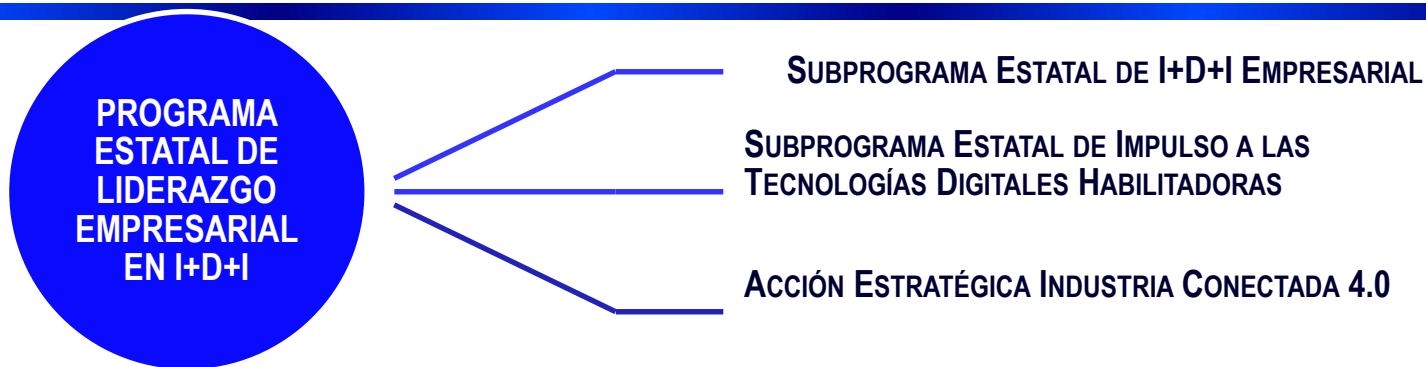 PROGRAMA
ESTATAL DE
LIDERAZGO
EMPRESARIAL
EN I+D+I
SUBPROGRAMA ESTATAL DE I+D+I EMPRESARIAL
SUBPROGRAMA ESTATAL DE IMPULSO A LAS
TECNOLOGÍAS DIGITALES HABILITADORAS
ACCIÓN ESTRATÉGICA INDUSTRIA CONECTADA 4.0